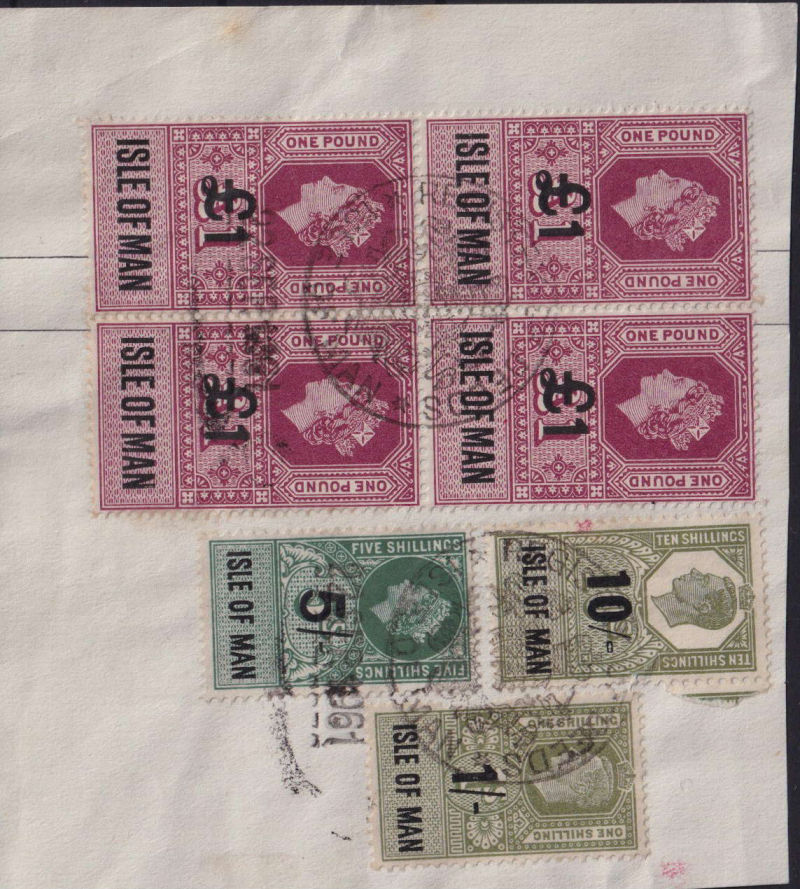 ONE POUND
ISLE OF MAN
£1
ONE POUND
ONE POUND
ISLE OF MAN
£1
ONE POUND
ONE POUND
ISLE OF MAN
£1
ONE POUND
ONE POUND
ISLE OF MAN
£1
ONE POUND
FIVE SHILLINGS
ISLE OF MAN
5/-
FIVE SHILLINGS
TEN SHILLINGS
ISLE OF MAN
10/-
TEN SHILLINGS
1961
ONE SHILLING
ISLE OF MAN
1/-
ONE SHILLING